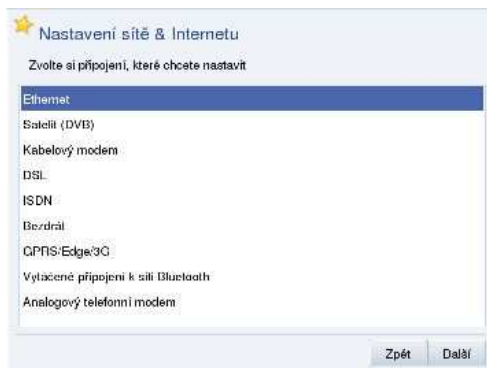 Nastavení sítě & Internetu
Zvolte si připojení, které chcete nastavit
Ethernet
Satelit (DVB)
Kabelový modem
DSL
ISDN
Bezdrát
GPRS/Edge/3G
Vytáčené připojení k síti Bluetooth
Analogový telefonní modem
Zpět Další